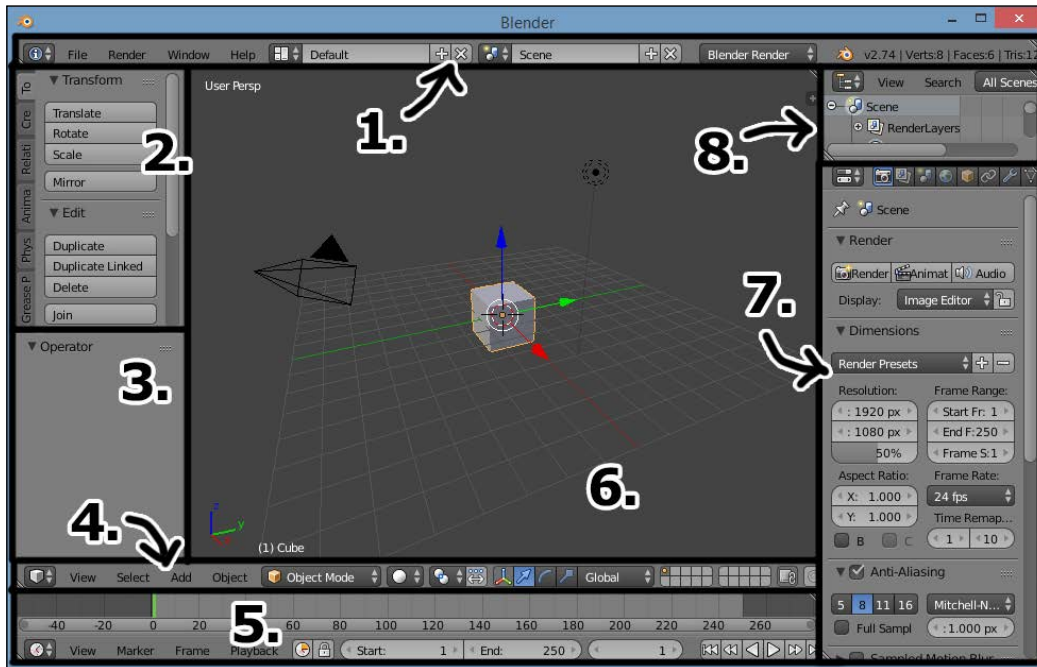 Blender
File Render Window Help Default Scene Blender Render v2.74 | Verts:8 | Faces:6 | Tris:12
1.
To
Cre
Relati
Anima
Phys
Grease P
Transform
Translate
Rotate
Scale
Mirror
2.
Edit
Duplicate
Duplicate Linked
Delete
Join
Operator
3.
4.
User Persp
6.
z
y
(1) Cube
View Select Add Object Object Mode Global
-40 -20 0 20 60 80 100 120 140 160 180 200 220 240 260
5.
View Marker Frame Playback Start: 1 End: 250 1
View Search All Scenes
Scene
RenderLayers
8.
Scene
Render
Render Animat Audio
Display: Image Editor
7.
Dimensions
Render Presets
Resolution: Frame Range:
: 1920 px Start Fr: 1
: 1080 px End F:250
50% Frame S:1
Aspect Ratio: Frame Rate:
X: 1.000 24 fps
Y: 1.000 Time Remap...
B C 1 10
Anti-Aliasing
5 8 11 16 Mitchell-N...
Full Sampl :1.000 px
Sampled Motion Blur